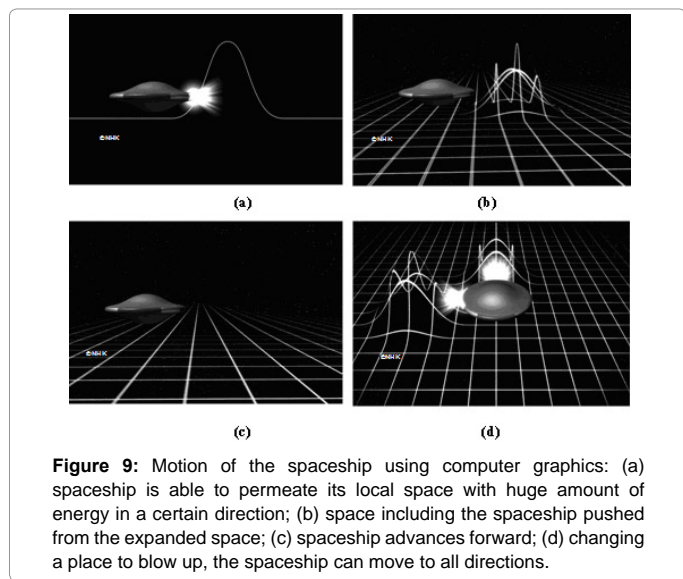 ©NHK
©NHK
(a)
(b)
©NHK
©NHK
(c)
(d)
Figure 9: Motion of the spaceship using computer graphics: (a)
spaceship is able to permeate its local space with huge amount of
energy in a certain direction; (b) space including the spaceship pushed
from the expanded space; (c) spaceship advances forward; (d) changing
a place to blow up, the spaceship can move to all directions.